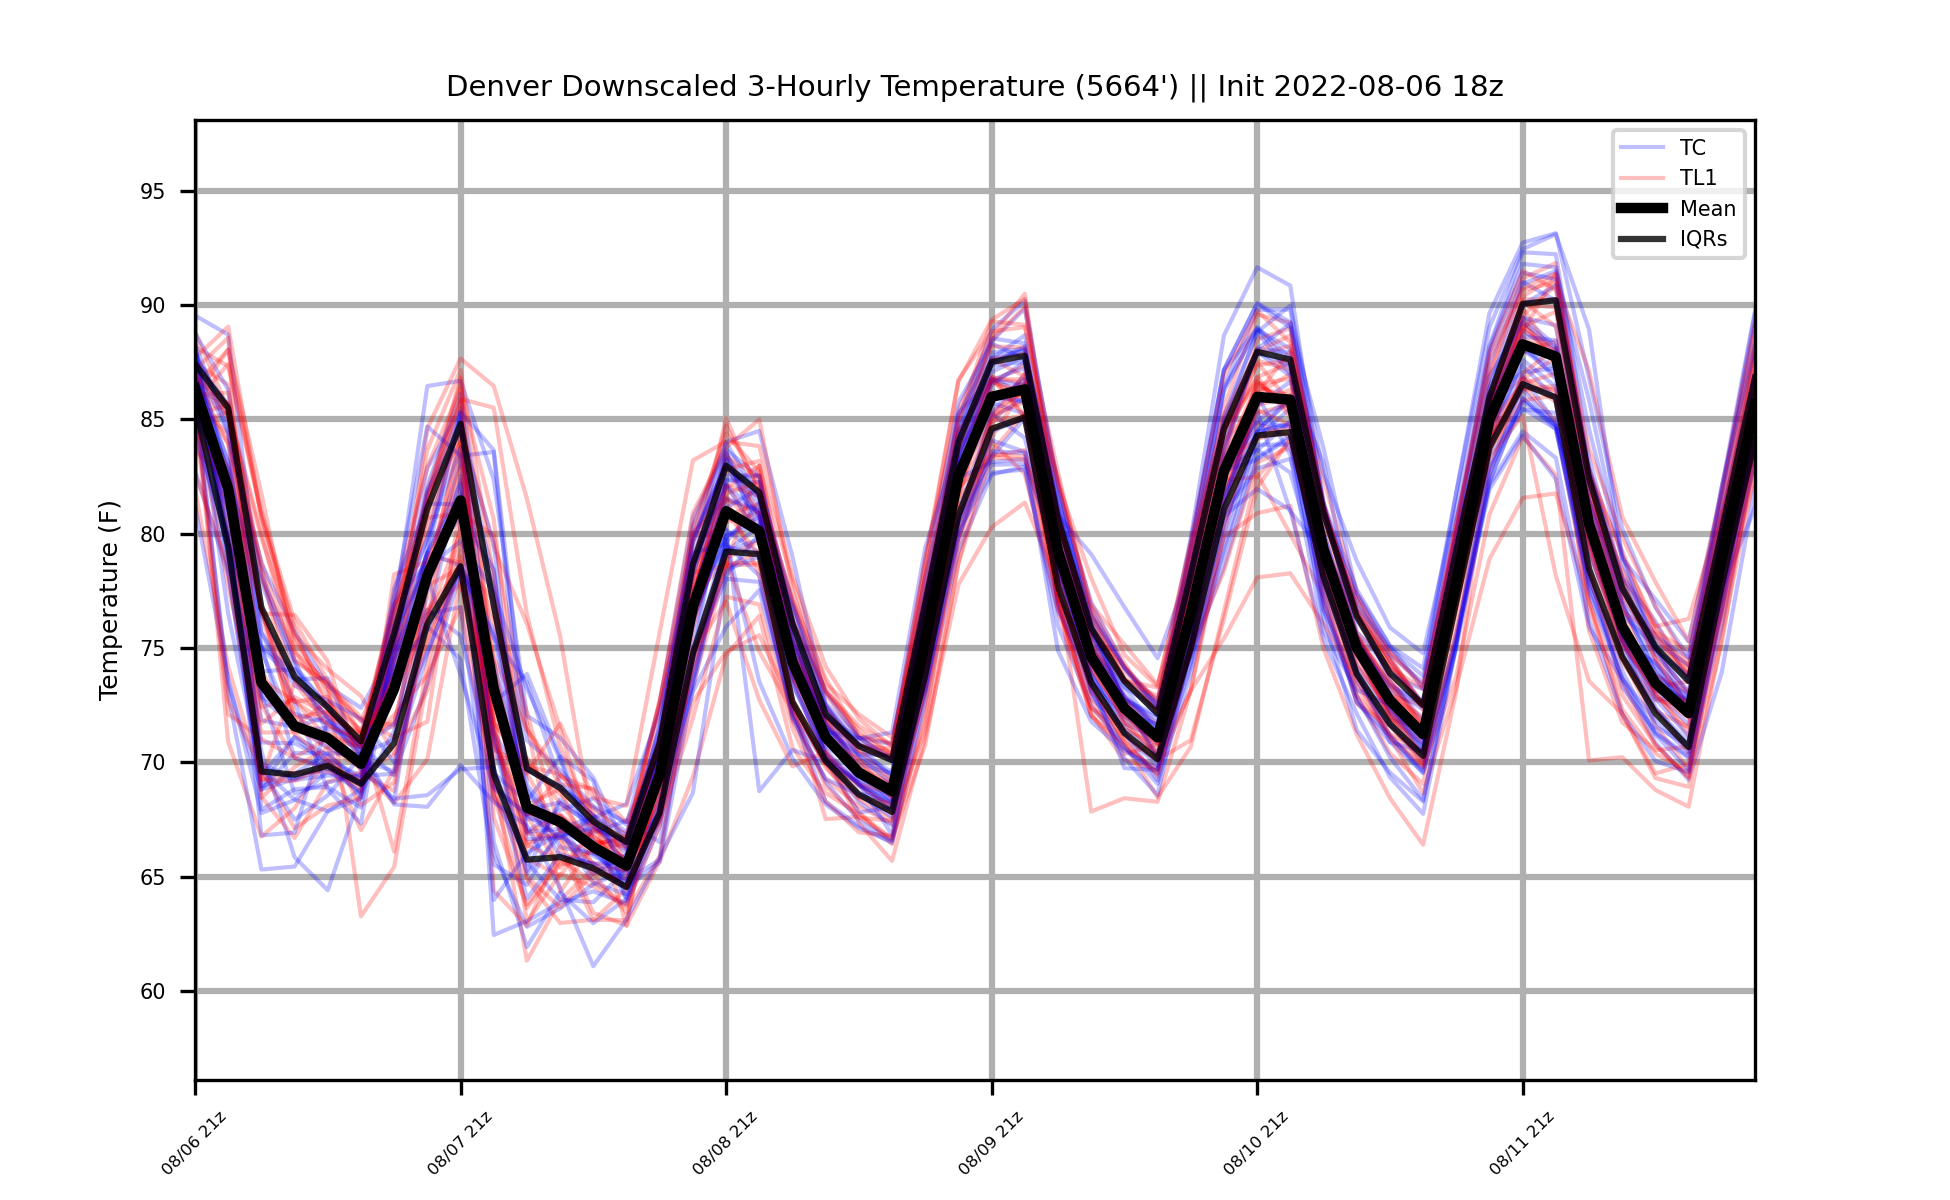 Denver Downscaled 3-Hourly Temperature (5664') || Init 2022-08-06 18z
TC
TL1
Mean
IQRs
Temperature (F)
95
90
85
80
75
70
65
60
08/06 21z
08/07 21z
08/08 21z
08/09 21z
08/10 21z
08/11 21z